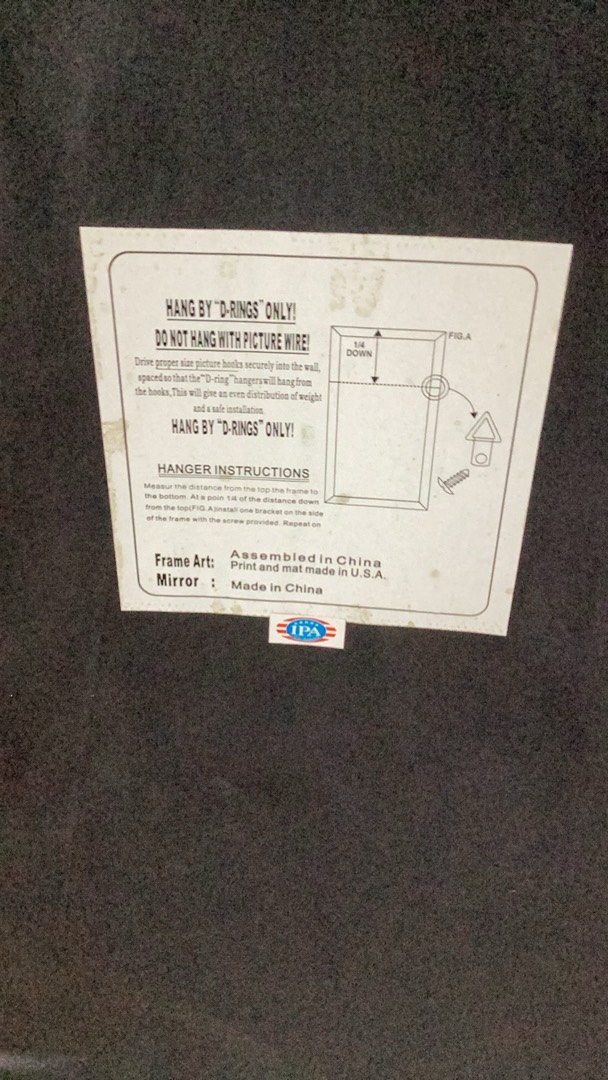 HANG BY "D-RINGS" ONLY!
DO NOT HANG WITH PICTURE WIRE!
Drive proper size picture hooks securely into the wall,
spaced so that the "D-ring" hangers will hang from
the hooks, This will give an even distribution of weight
and a safe installation.
HANG BY "D-RINGS" ONLY!
HANGER INSTRUCTIONS
Messur the distance from the top the frame to
the bottom. At a poin 1/4 of the distance down
from the top(FIG.A)install one bracket on the side
of the frame with the screw provided. Repeat on
1/4
DOWN
FIG.A
Frame Art: Assembled in China
Print and mat made in U.S.A.
Mirror : Made in China
IPA